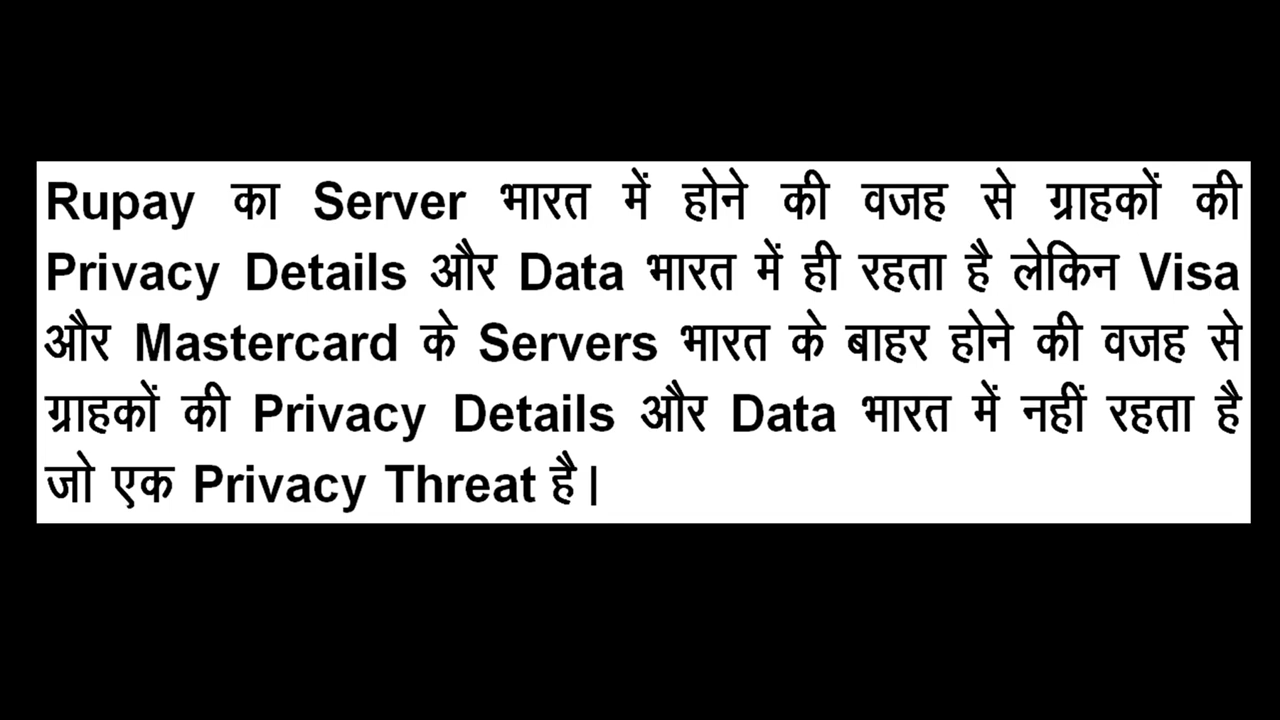 Rupay का Server भारत में होने की वजह से ग्राहकों की
Privacy Details और Data भारत में ही रहता है लेकिन Visa
और Mastercard के Servers भारत के बाहर होने की वजह से
ग्राहकों की Privacy Details और Data भारत में नहीं रहता है
जो एक Privacy Threat है।